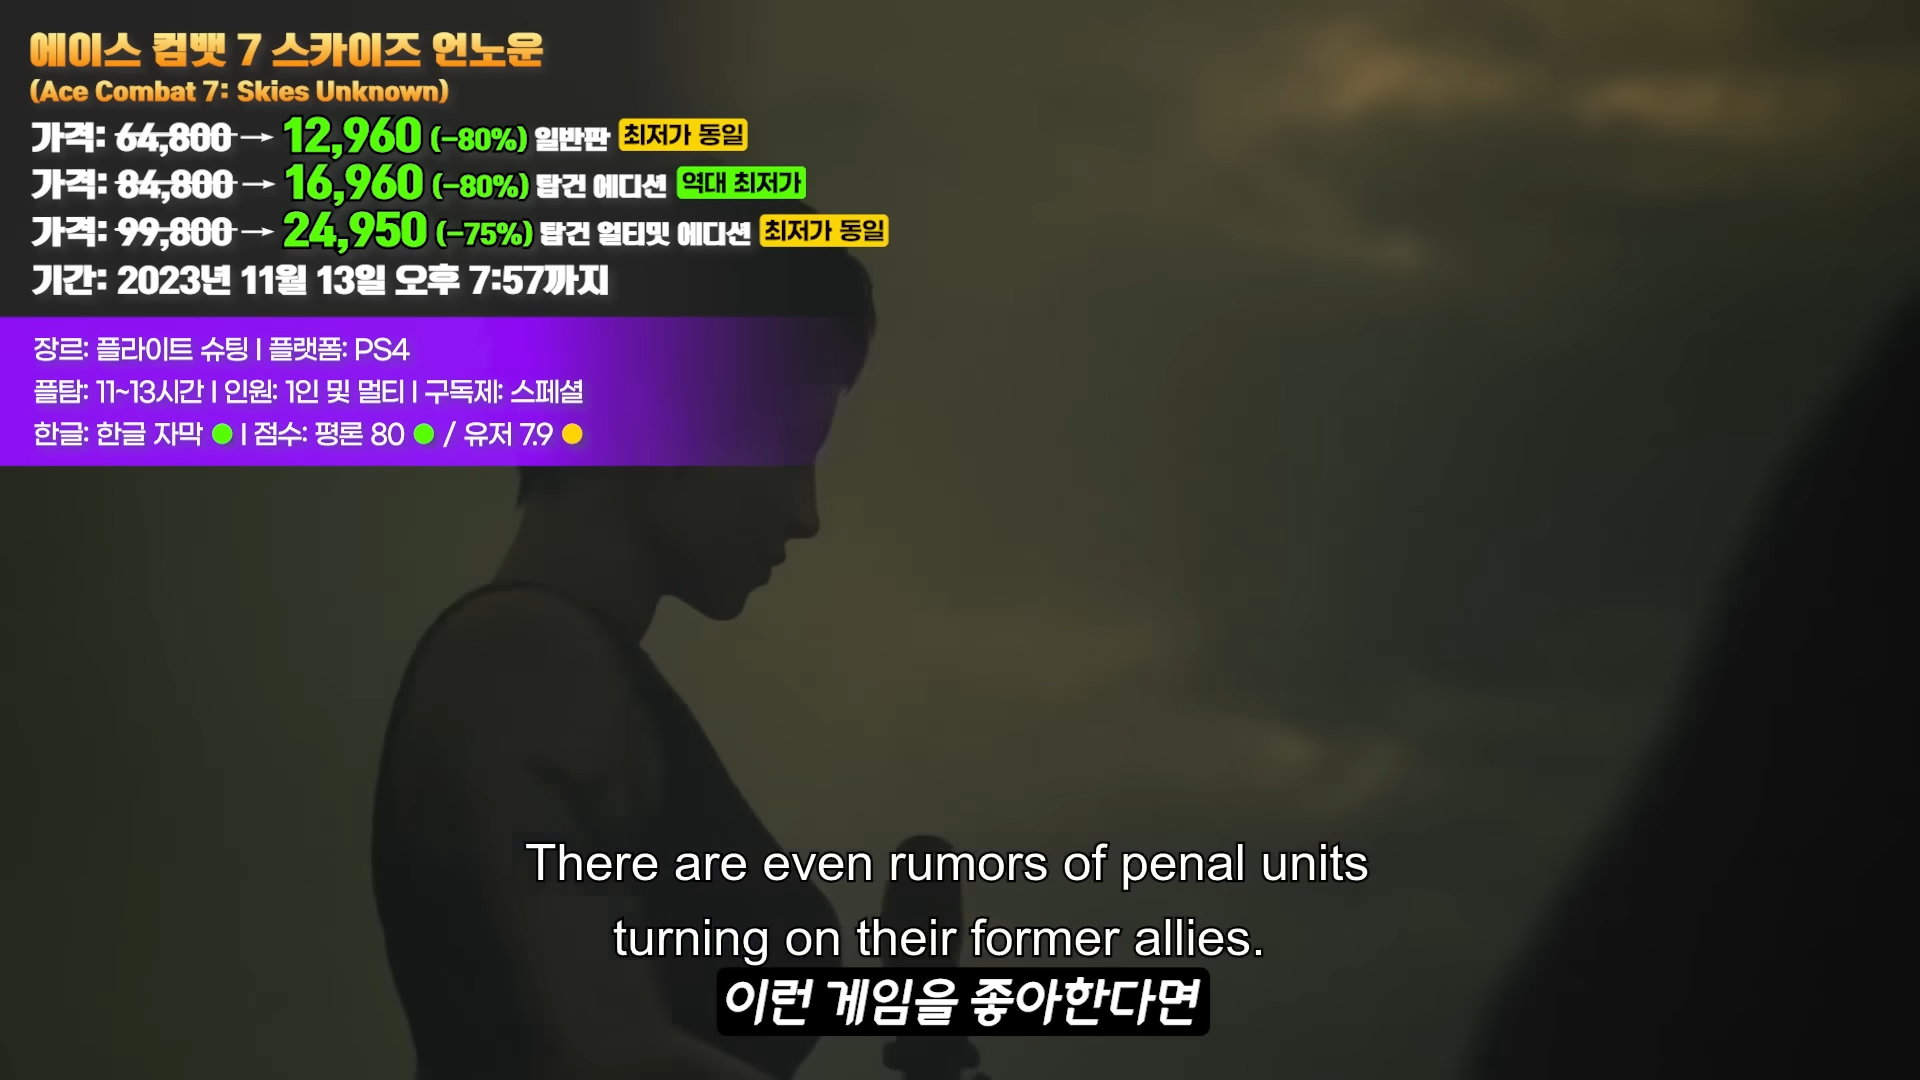 에이스 컴뱃 7 스카이즈 언노운
(Ace Combat 7: Skies Unknown)
가격: 64,800 → 12,960 (-80%) 일반판 최저가 동일
가격: 84,800 → 16,960 (-80%) 탑건 에디션 역대 최저가
가격: 99,800 → 24,950 (-75%) 탑건 얼티밋 에디션 최저가 동일
기간: 2023년 11월 13일 오후 7:57까지
장르: 플라이트 슈팅 | 플랫폼: PS4
플탐: 11~13시간 | 인원: 1인 및 멀티 | 구독제: 스페셜
한글: 한글 자막 | 점수: 평론 80 / 유저 7.9
There are even rumors of penal units
turning on their former allies.
이런 게임을 좋아한다면